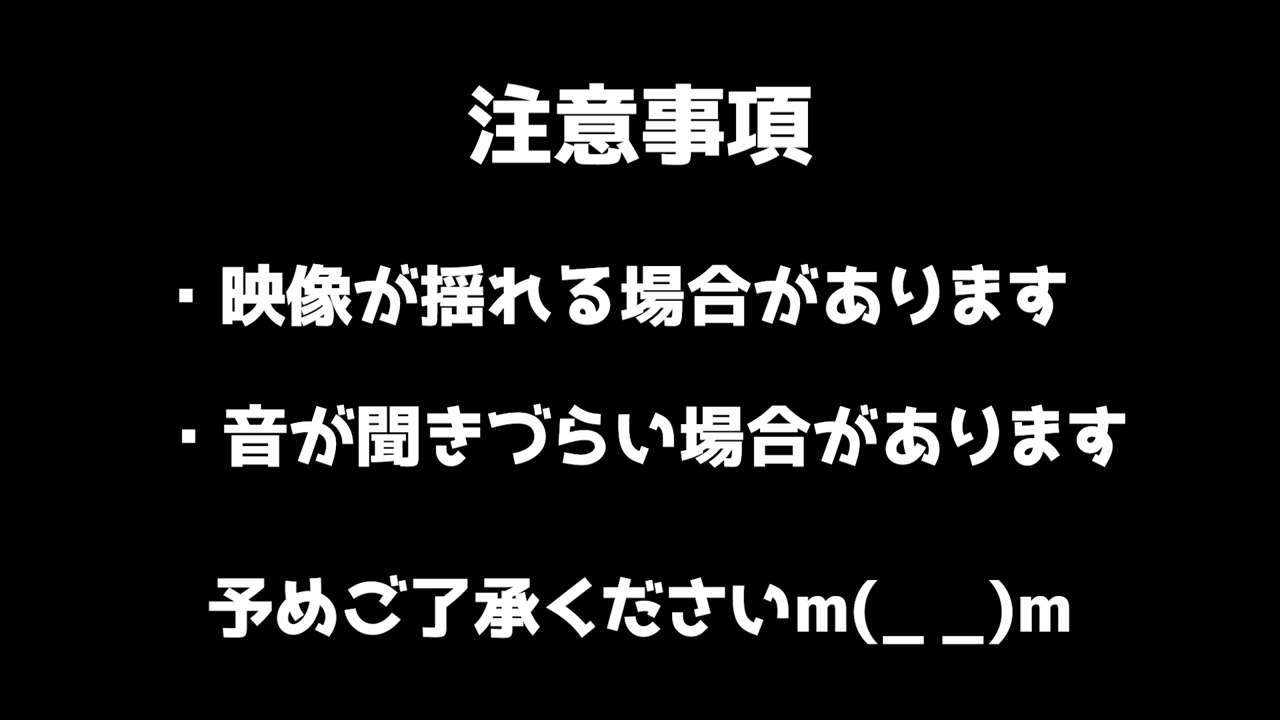 注意事項
・映像が揺れる場合があります
・音が聞きづらい場合があります
予めご了承くださいm(_ _)m